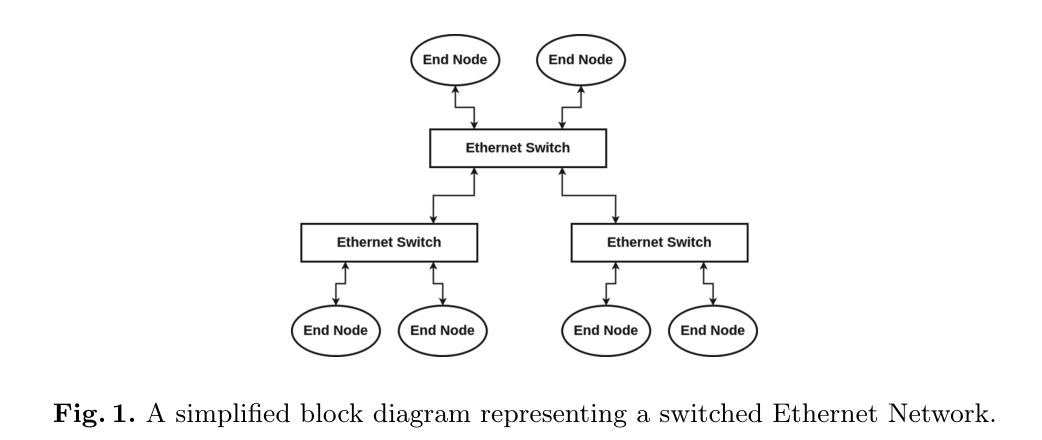 End Node
End Node
Ethernet Switch
Ethernet Switch
Ethernet Switch
End Node
End Node
End Node
End Node
Fig. 1. A simplified block diagram representing a switched Ethernet Network.